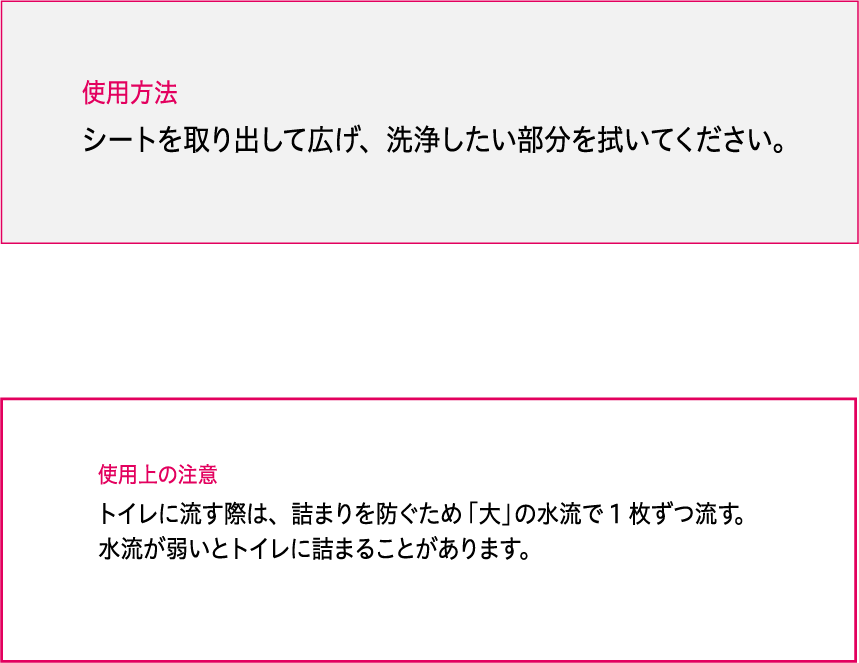 使用方法
シートを取り出して広げ、洗浄したい部分を拭いてください。
使用上の注意
トイレに流す際は、詰まりを防ぐため「大」の水流で1枚ずつ流す。
水流が弱いとトイレに詰まることがあります。